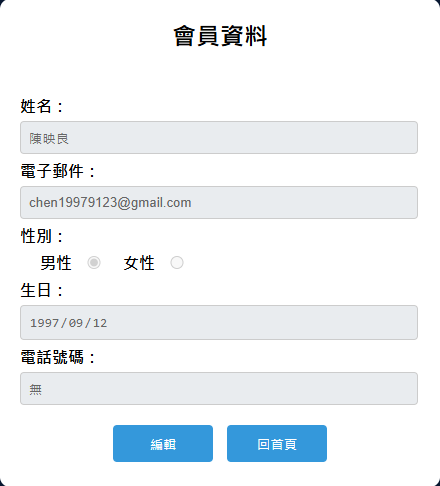 會員資料
姓名：
陳映良
電子郵件：
chen19979123@gmail.com
性別：
男性 女性
生日：
1997/09/12
電話號碼：
無
編輯 回首頁